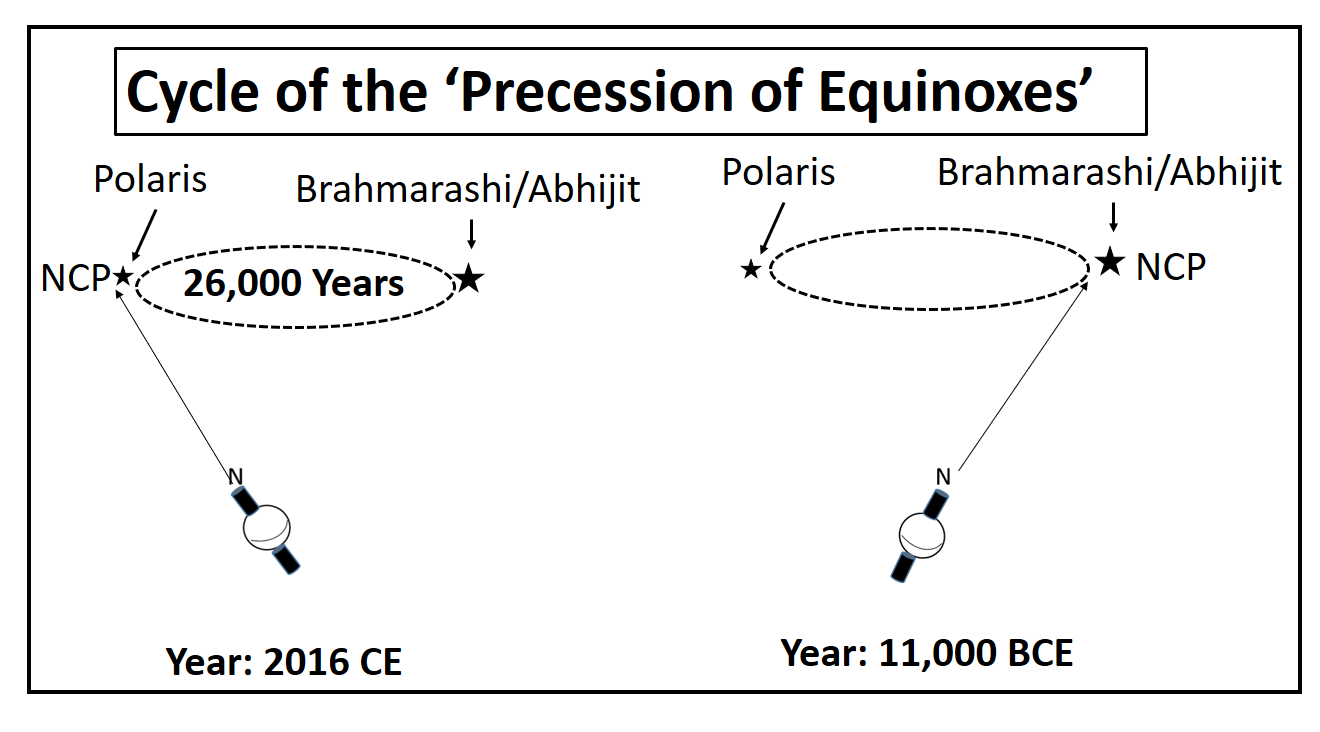 Cycle of the ‘Precession of Equinoxes’
Polaris
Brahmarashi/Abhijit
NCP
26,000 Years
N
Year: 2016 CE
Polaris
Brahmarashi/Abhijit
NCP
N
Year: 11,000 BCE